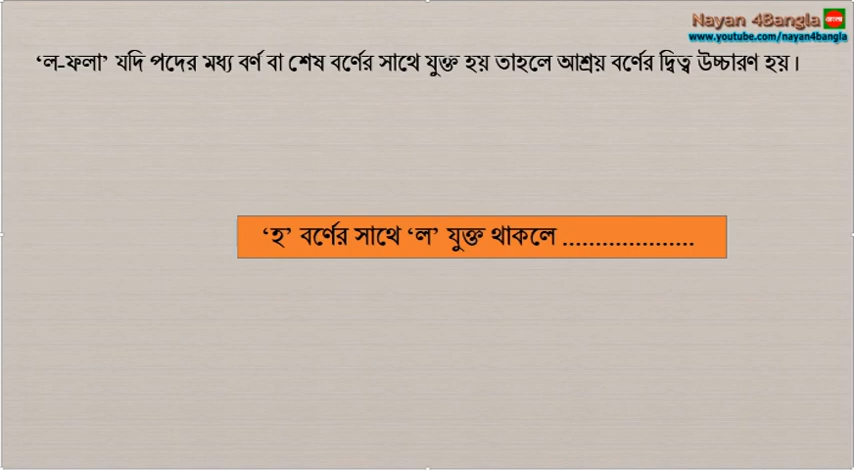 Nayan 4Bangla
www.youtube.com/nayan4bangla
‘ল-ফলা’ যদি পদের মধ্য বর্ণ বা শেষ বর্ণের সাথে যুক্ত হয় তাহলে আশ্রয় বর্ণের দ্বিত্ব উচ্চারণ হয়।
‘হ’ বর্ণের সাথে ‘ল’ যুক্ত থাকলে ....................